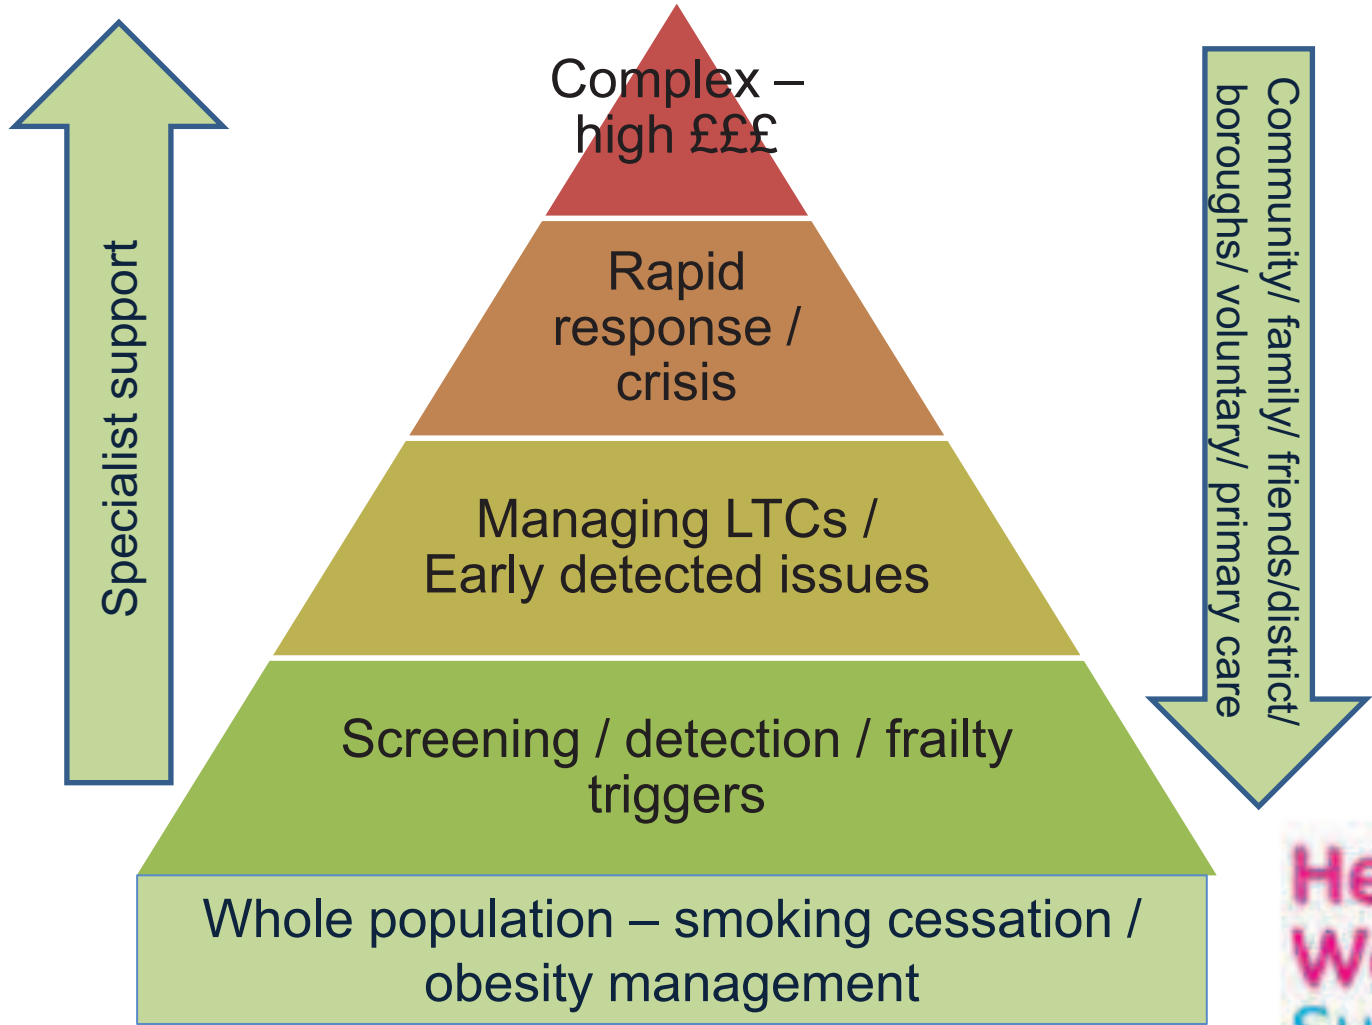 Complex –
high £££
Rapid
response /
crisis
Managing LTCs /
Early detected issues
Screening / detection / frailty
triggers
Whole population – smoking cessation /
obesity management
Specialist support
Community/ family/ friends/district/
boroughs/ voluntary/ primary care